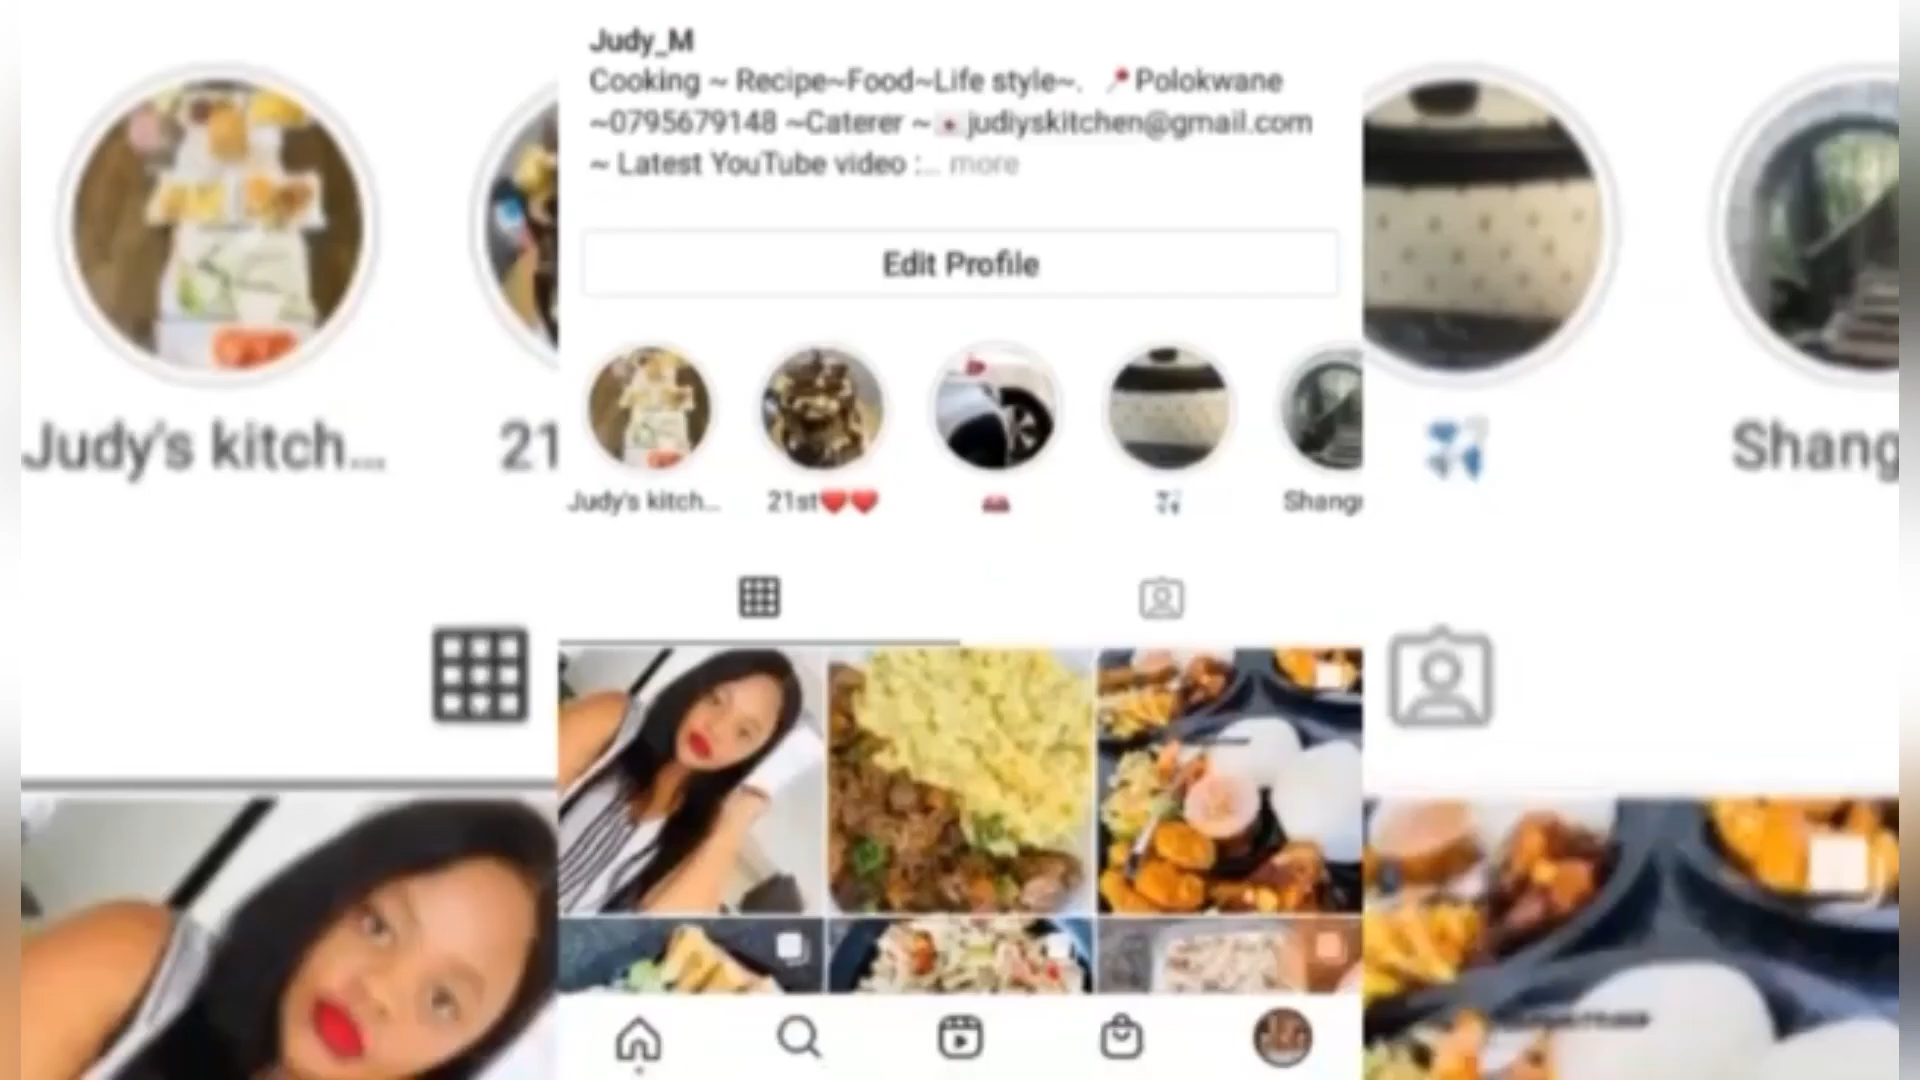 Judy_M
Cooking ~ Recipe~Food~Life style~. 📍Polokwane
~0795679148 ~Caterer ~💌judiyskitchen@gmail.com
~ Latest YouTube video :... more
Edit Profile
Judy's kitch...
21st❤️❤️
Shang
Judy's kitch...
21
Shang